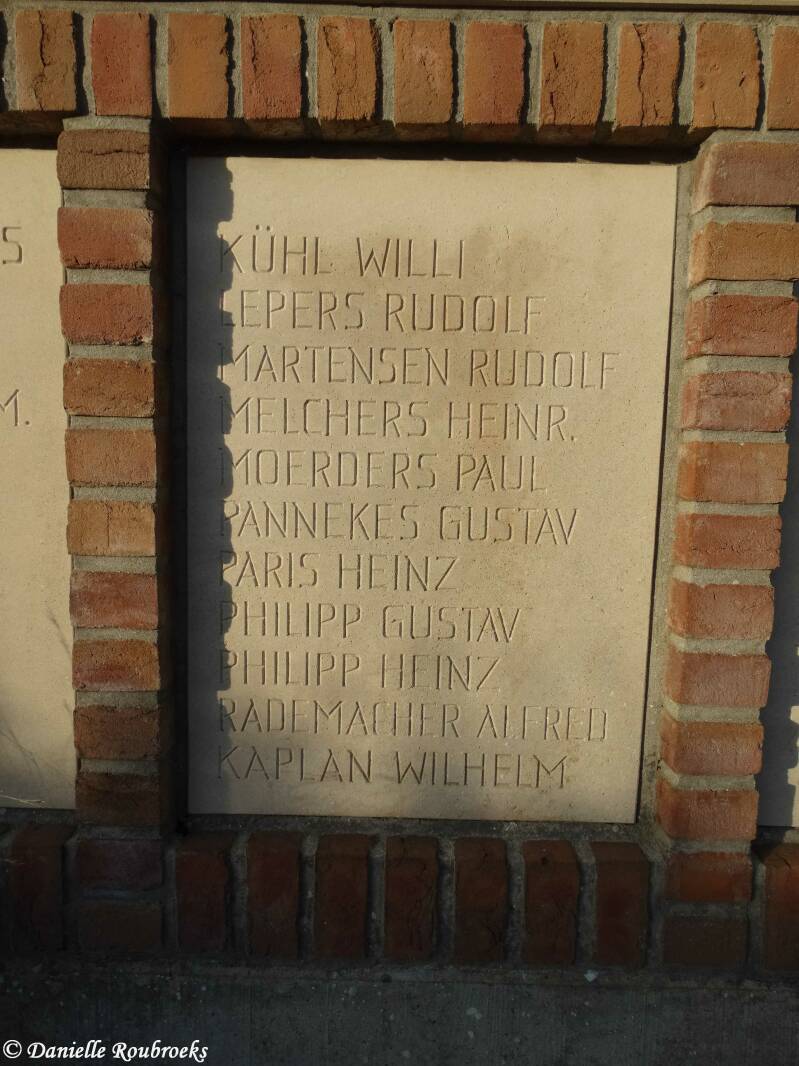 S
M.
KÜHL WILLI
LEPERS RUDOLF
MARTENSEN RUDOLF
MELCHERS HEINR.
MOERDERS PAUL
PANNEKES GUSTAV
PARIS HEINZ
PHILIPP GUSTAV
PHILIPP HEINZ
RADEMACHER ALFRED
KAPLAN WILHELM
© Danielle Roubroeks